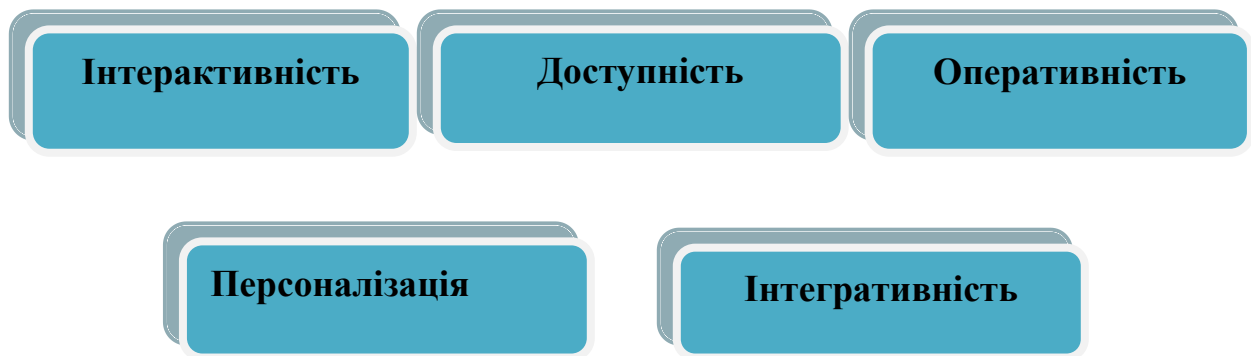 Інтерактивність
Доступність
Оперативність
Персоналізація
Інтегративність